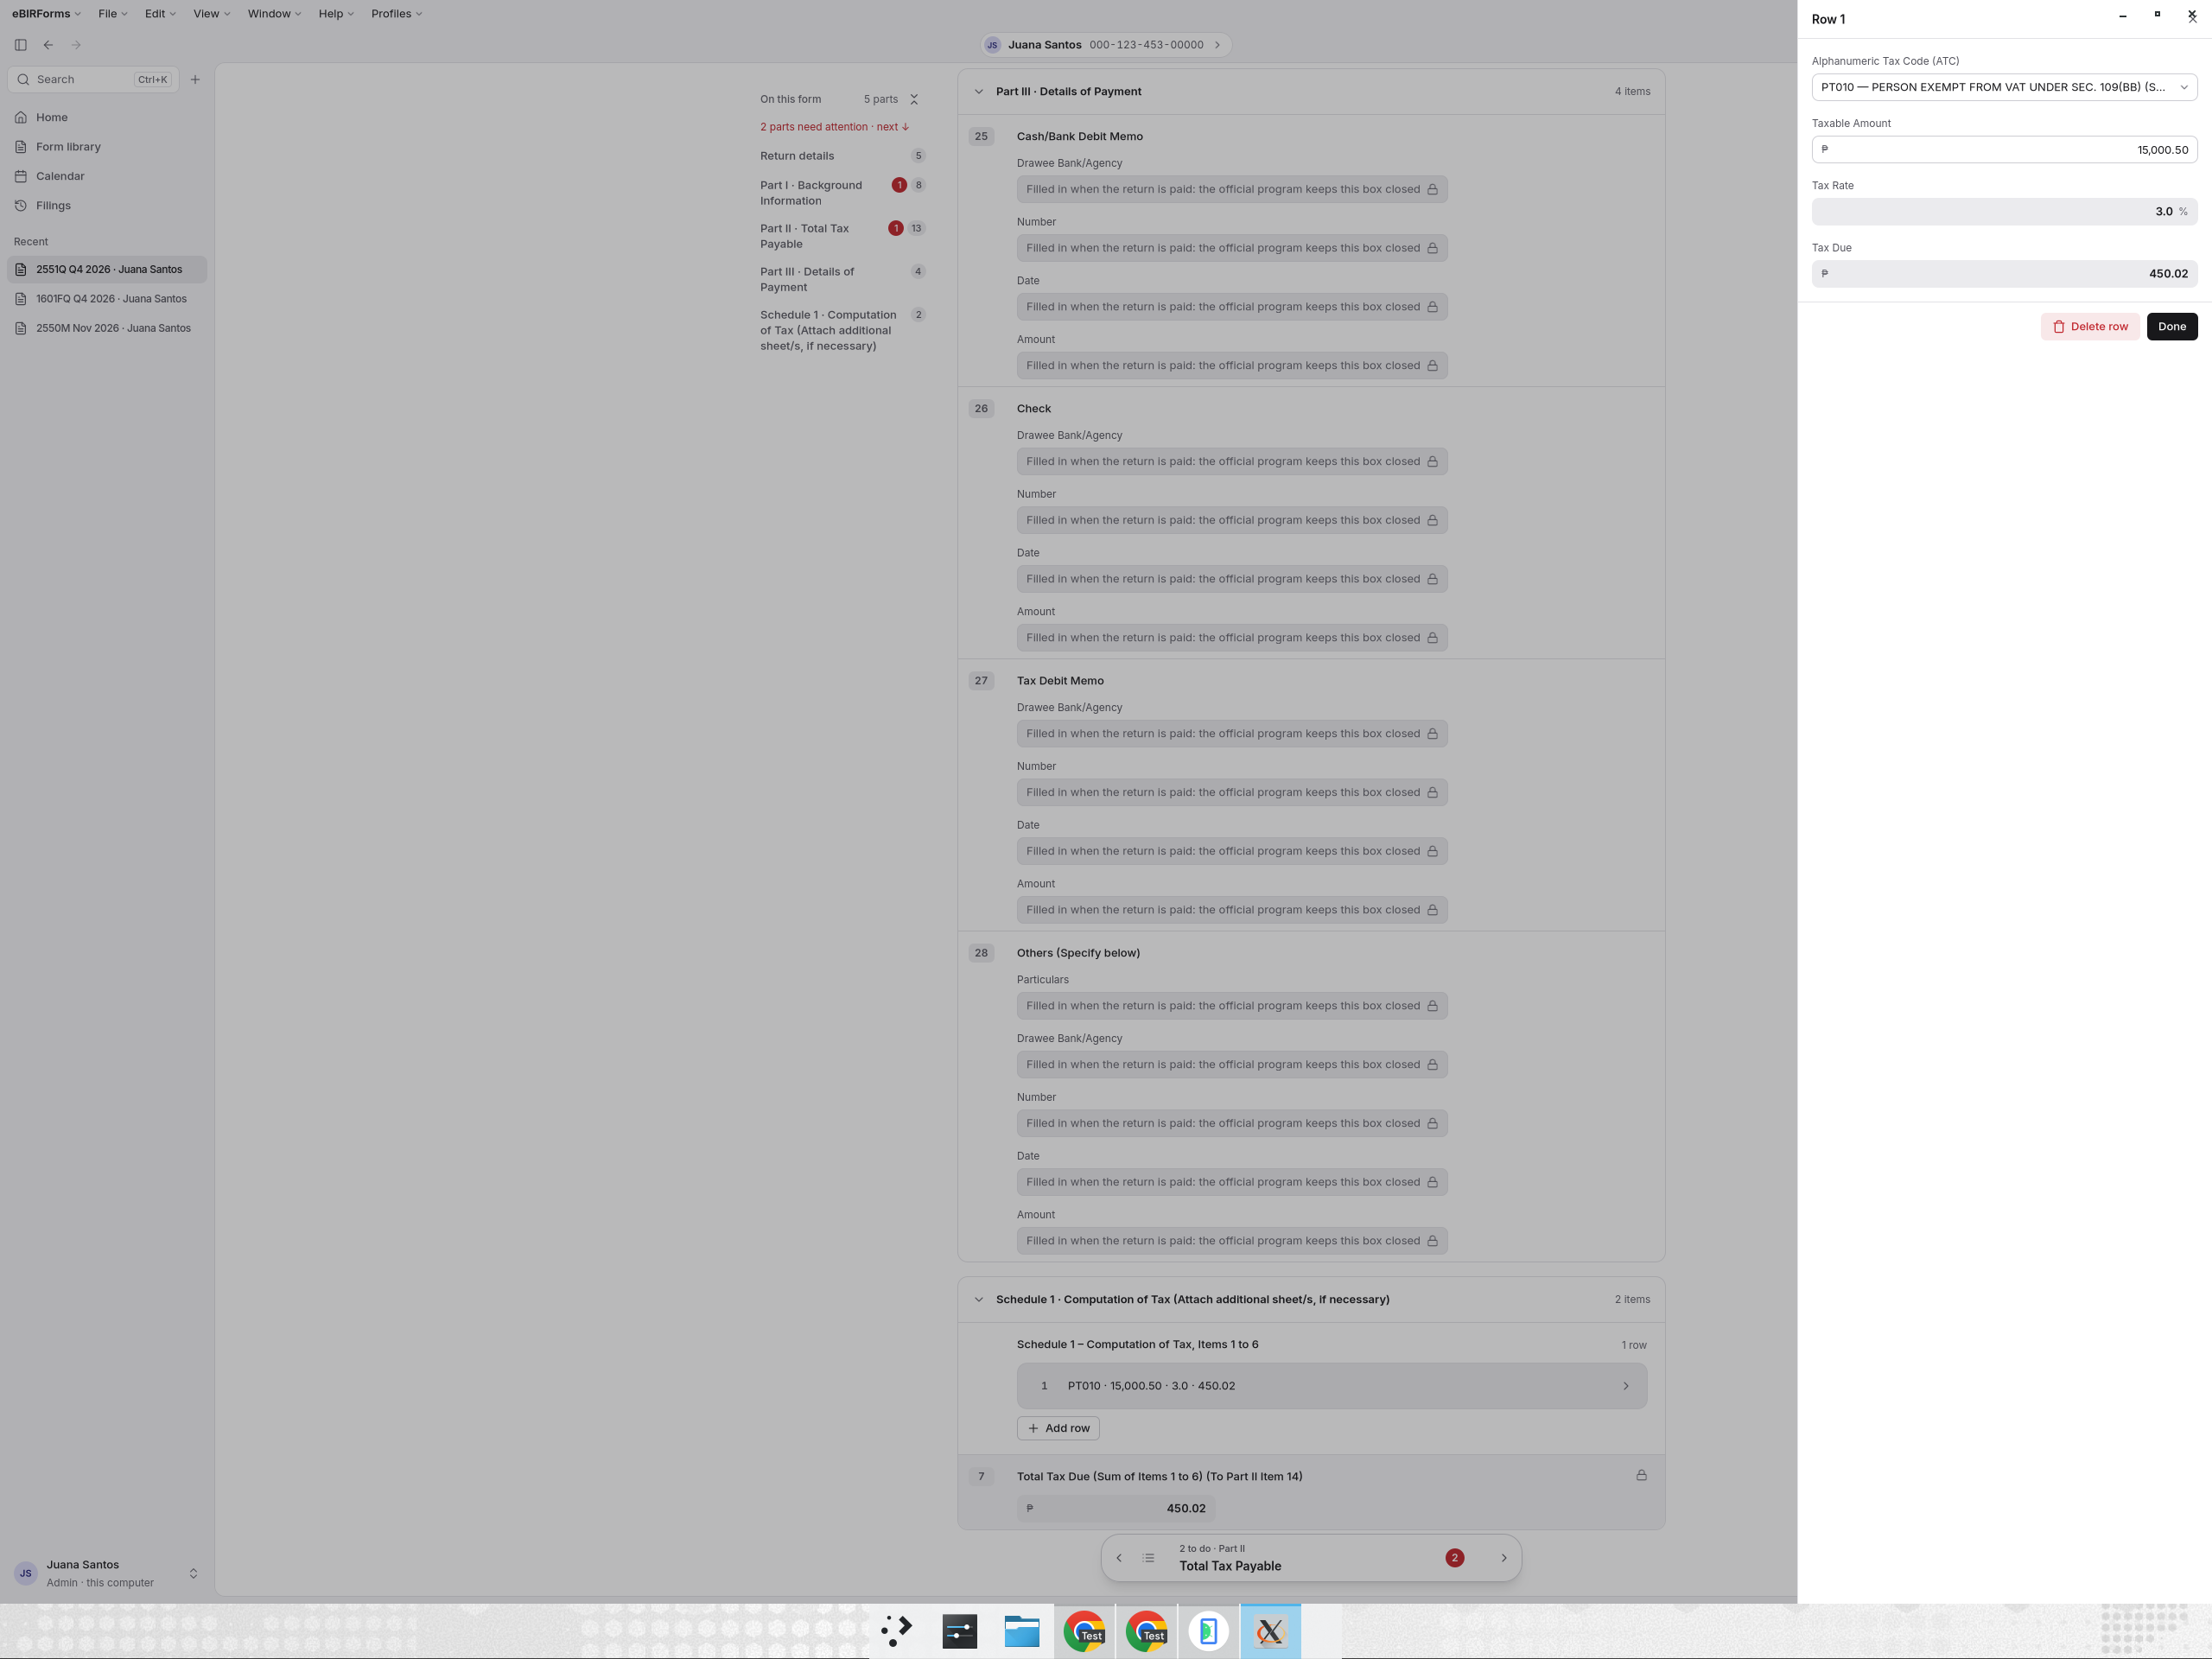 eBIRForms File Edit View Window Help Profiles
JS Juana Santos 000-123-453-00000
Search Ctrl+K
Home
Form library
Calendar
Filings
Recent
2551Q Q4 2026 · Juana Santos
1601FQ Q4 2026 · Juana Santos
2550M Nov 2026 · Juana Santos
JS Juana Santos
Admin · this computer
On this form 5 parts
2 parts need attention · next ↓
Return details 5
Part I · Background 1 8
Information
Part II · Total Tax 1 13
Payable
Part III · Details of 4
Payment
Schedule 1 · Computation 2
of Tax (Attach additional
sheet/s, if necessary)
Part III · Details of Payment 4 items
25 Cash/Bank Debit Memo
Drawee Bank/Agency
Filled in when the return is paid: the official program keeps this box closed
Number
Filled in when the return is paid: the official program keeps this box closed
Date
Filled in when the return is paid: the official program keeps this box closed
Amount
Filled in when the return is paid: the official program keeps this box closed
26 Check
Drawee Bank/Agency
Filled in when the return is paid: the official program keeps this box closed
Number
Filled in when the return is paid: the official program keeps this box closed
Date
Filled in when the return is paid: the official program keeps this box closed
Amount
Filled in when the return is paid: the official program keeps this box closed
27 Tax Debit Memo
Drawee Bank/Agency
Filled in when the return is paid: the official program keeps this box closed
Number
Filled in when the return is paid: the official program keeps this box closed
Date
Filled in when the return is paid: the official program keeps this box closed
Amount
Filled in when the return is paid: the official program keeps this box closed
28 Others (Specify below)
Particulars
Filled in when the return is paid: the official program keeps this box closed
Drawee Bank/Agency
Filled in when the return is paid: the official program keeps this box closed
Number
Filled in when the return is paid: the official program keeps this box closed
Date
Filled in when the return is paid: the official program keeps this box closed
Amount
Filled in when the return is paid: the official program keeps this box closed
Schedule 1 · Computation of Tax (Attach additional sheet/s, if necessary) 2 items
Schedule 1 – Computation of Tax, Items 1 to 6 1 row
1 PT010 · 15,000.50 · 3.0 · 450.02
Add row
7 Total Tax Due (Sum of Items 1 to 6) (To Part II Item 14)
₱ 450.02
2 to do · Part II
Total Tax Payable 2
Row 1
Alphanumeric Tax Code (ATC)
PT010 — PERSON EXEMPT FROM VAT UNDER SEC. 109(BB) (S...
Taxable Amount
₱ 15,000.50
Tax Rate
3.0 %
Tax Due
₱ 450.02
Delete row Done
Test Test